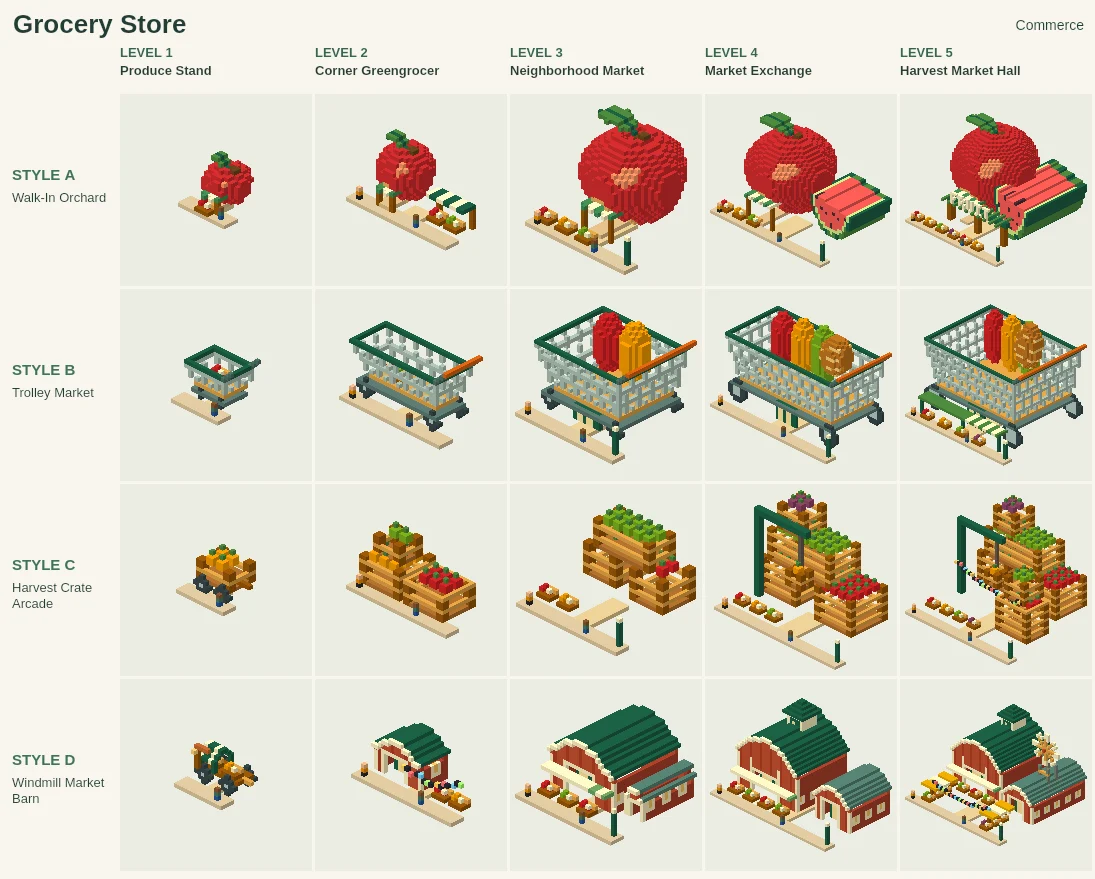 Grocery Store
Commerce
LEVEL 1
Produce Stand
LEVEL 2
Corner Greengrocer
LEVEL 3
Neighborhood Market
LEVEL 4
Market Exchange
LEVEL 5
Harvest Market Hall
STYLE A
Walk-In Orchard
STYLE B
Trolley Market
STYLE C
Harvest Crate
Arcade
STYLE D
Windmill Market
Barn